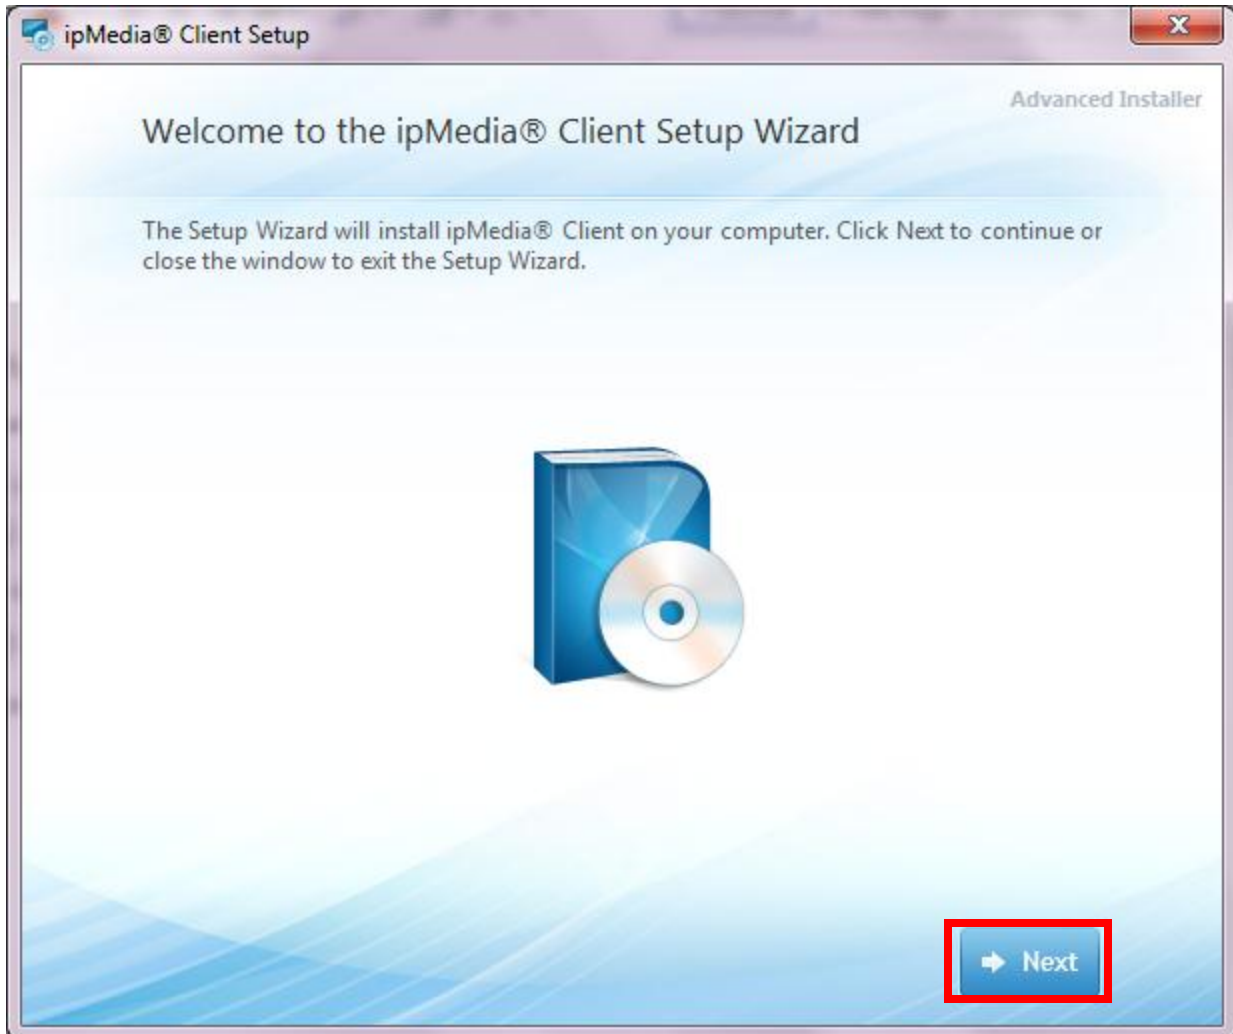 ipMedia® Client Setup
Advanced Installer
Welcome to the ipMedia® Client Setup Wizard
The Setup Wizard will install ipMedia® Client on your computer. Click Next to continue or
close the window to exit the Setup Wizard.
Next